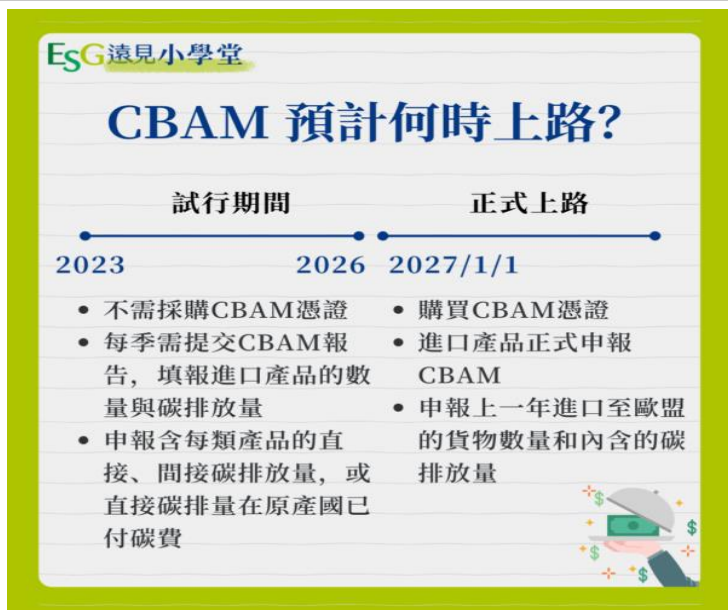 ESG遠見小學堂
CBAM 預計何時上路?
試行期間
正式上路
2023
2026
2027/1/1
• 不需採購CBAM憑證
• 每季需提交CBAM報
告，填報進口產品的數
量與碳排放量
• 申報含每類產品的直
接、間接碳排放量，或
直接碳排量在原產國已
付碳費
• 購買CBAM憑證
• 進口產品正式申報
CBAM
• 申報上一年進口至歐盟
的貨物數量和內含的碳
排放量